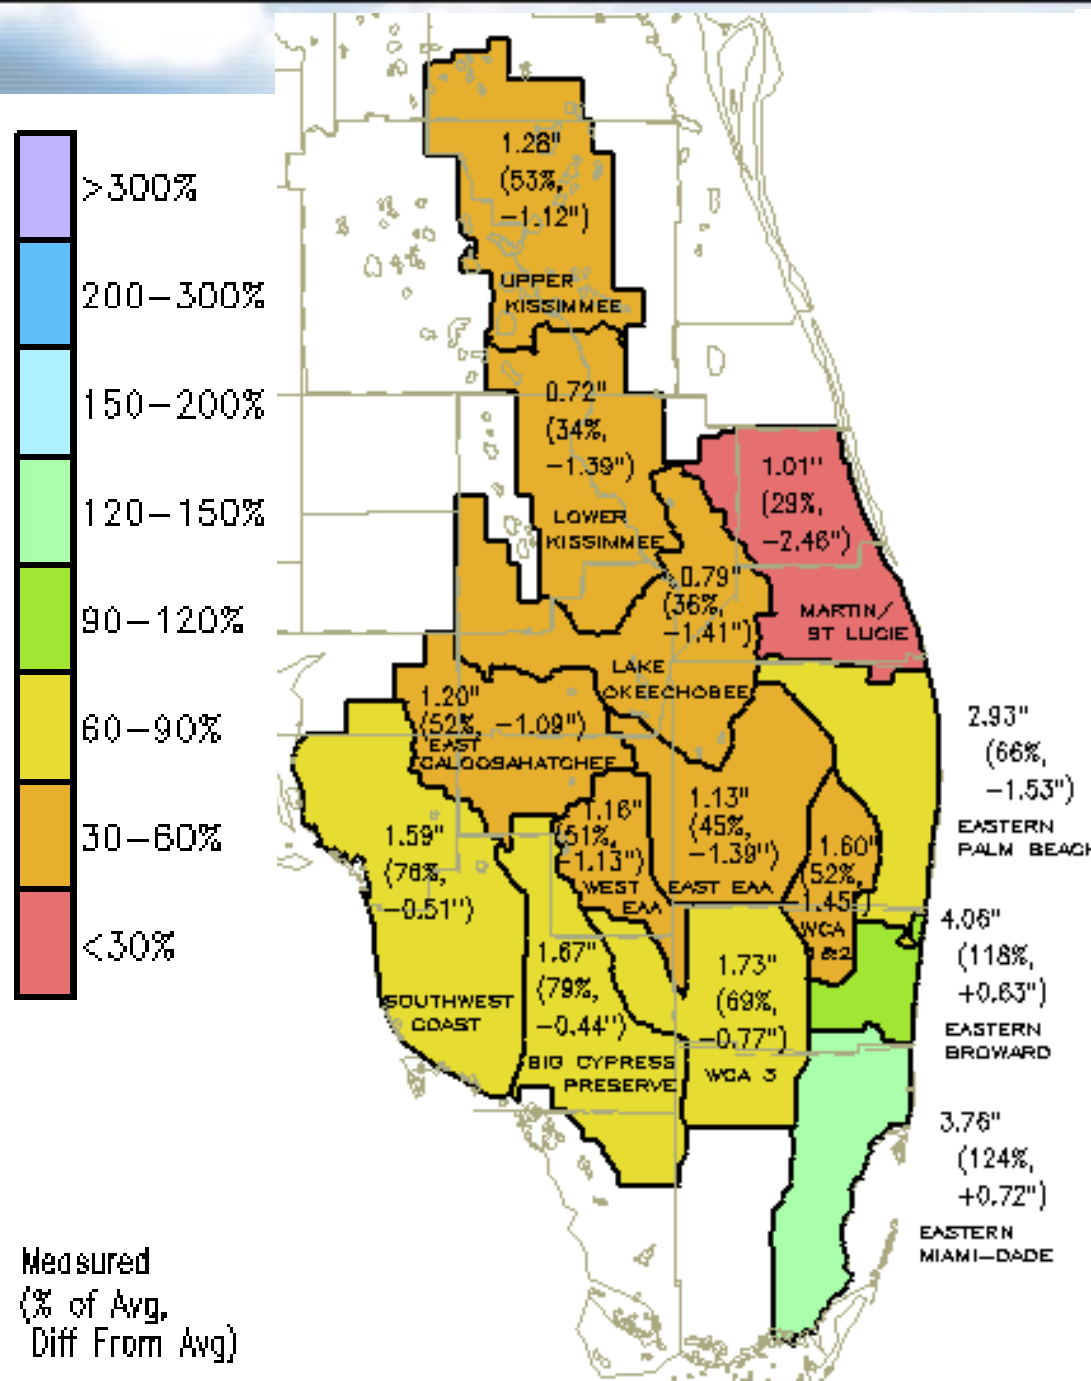 >300%
200-300%
150-200%
120-150%
90-120%
60-90%
30-60%
<30%
Measured
(% of Avg,
Diff From Avg)
1.28"
(53%,
-1.12")
UPPER
KISSIMMEE
0.72"
(34%,
-1.39")
LOWER
KISSIMMEE
1.01"
(29%,
-2.46")
MARTIN/
ST LUCIE
0.79"
(36%,
-1.41")
LAKE
OKEECHOBEE
1.20"
(52%, -1.09")
EAST
CALOOSAHATCHEE
2.93"
(66%,
-1.53")
EASTERN
PALM BEACH
1.16"
(51%,
-1.13")
WEST
EAA
1.13"
(45%,
-1.39")
EAST EAA
1.60"
(52%,
-1.45")
WCA
1&2
1.59"
(76%,
-0.51")
SOUTHWEST
COAST
1.67"
(79%,
-0.44")
BIG CYPRESS
PRESERVE
1.73"
(69%,
-0.77")
WCA 3
4.06"
(118%,
+0.63")
EASTERN
BROWARD
3.76"
(124%,
+0.72")
EASTERN
MIAMI-DADE